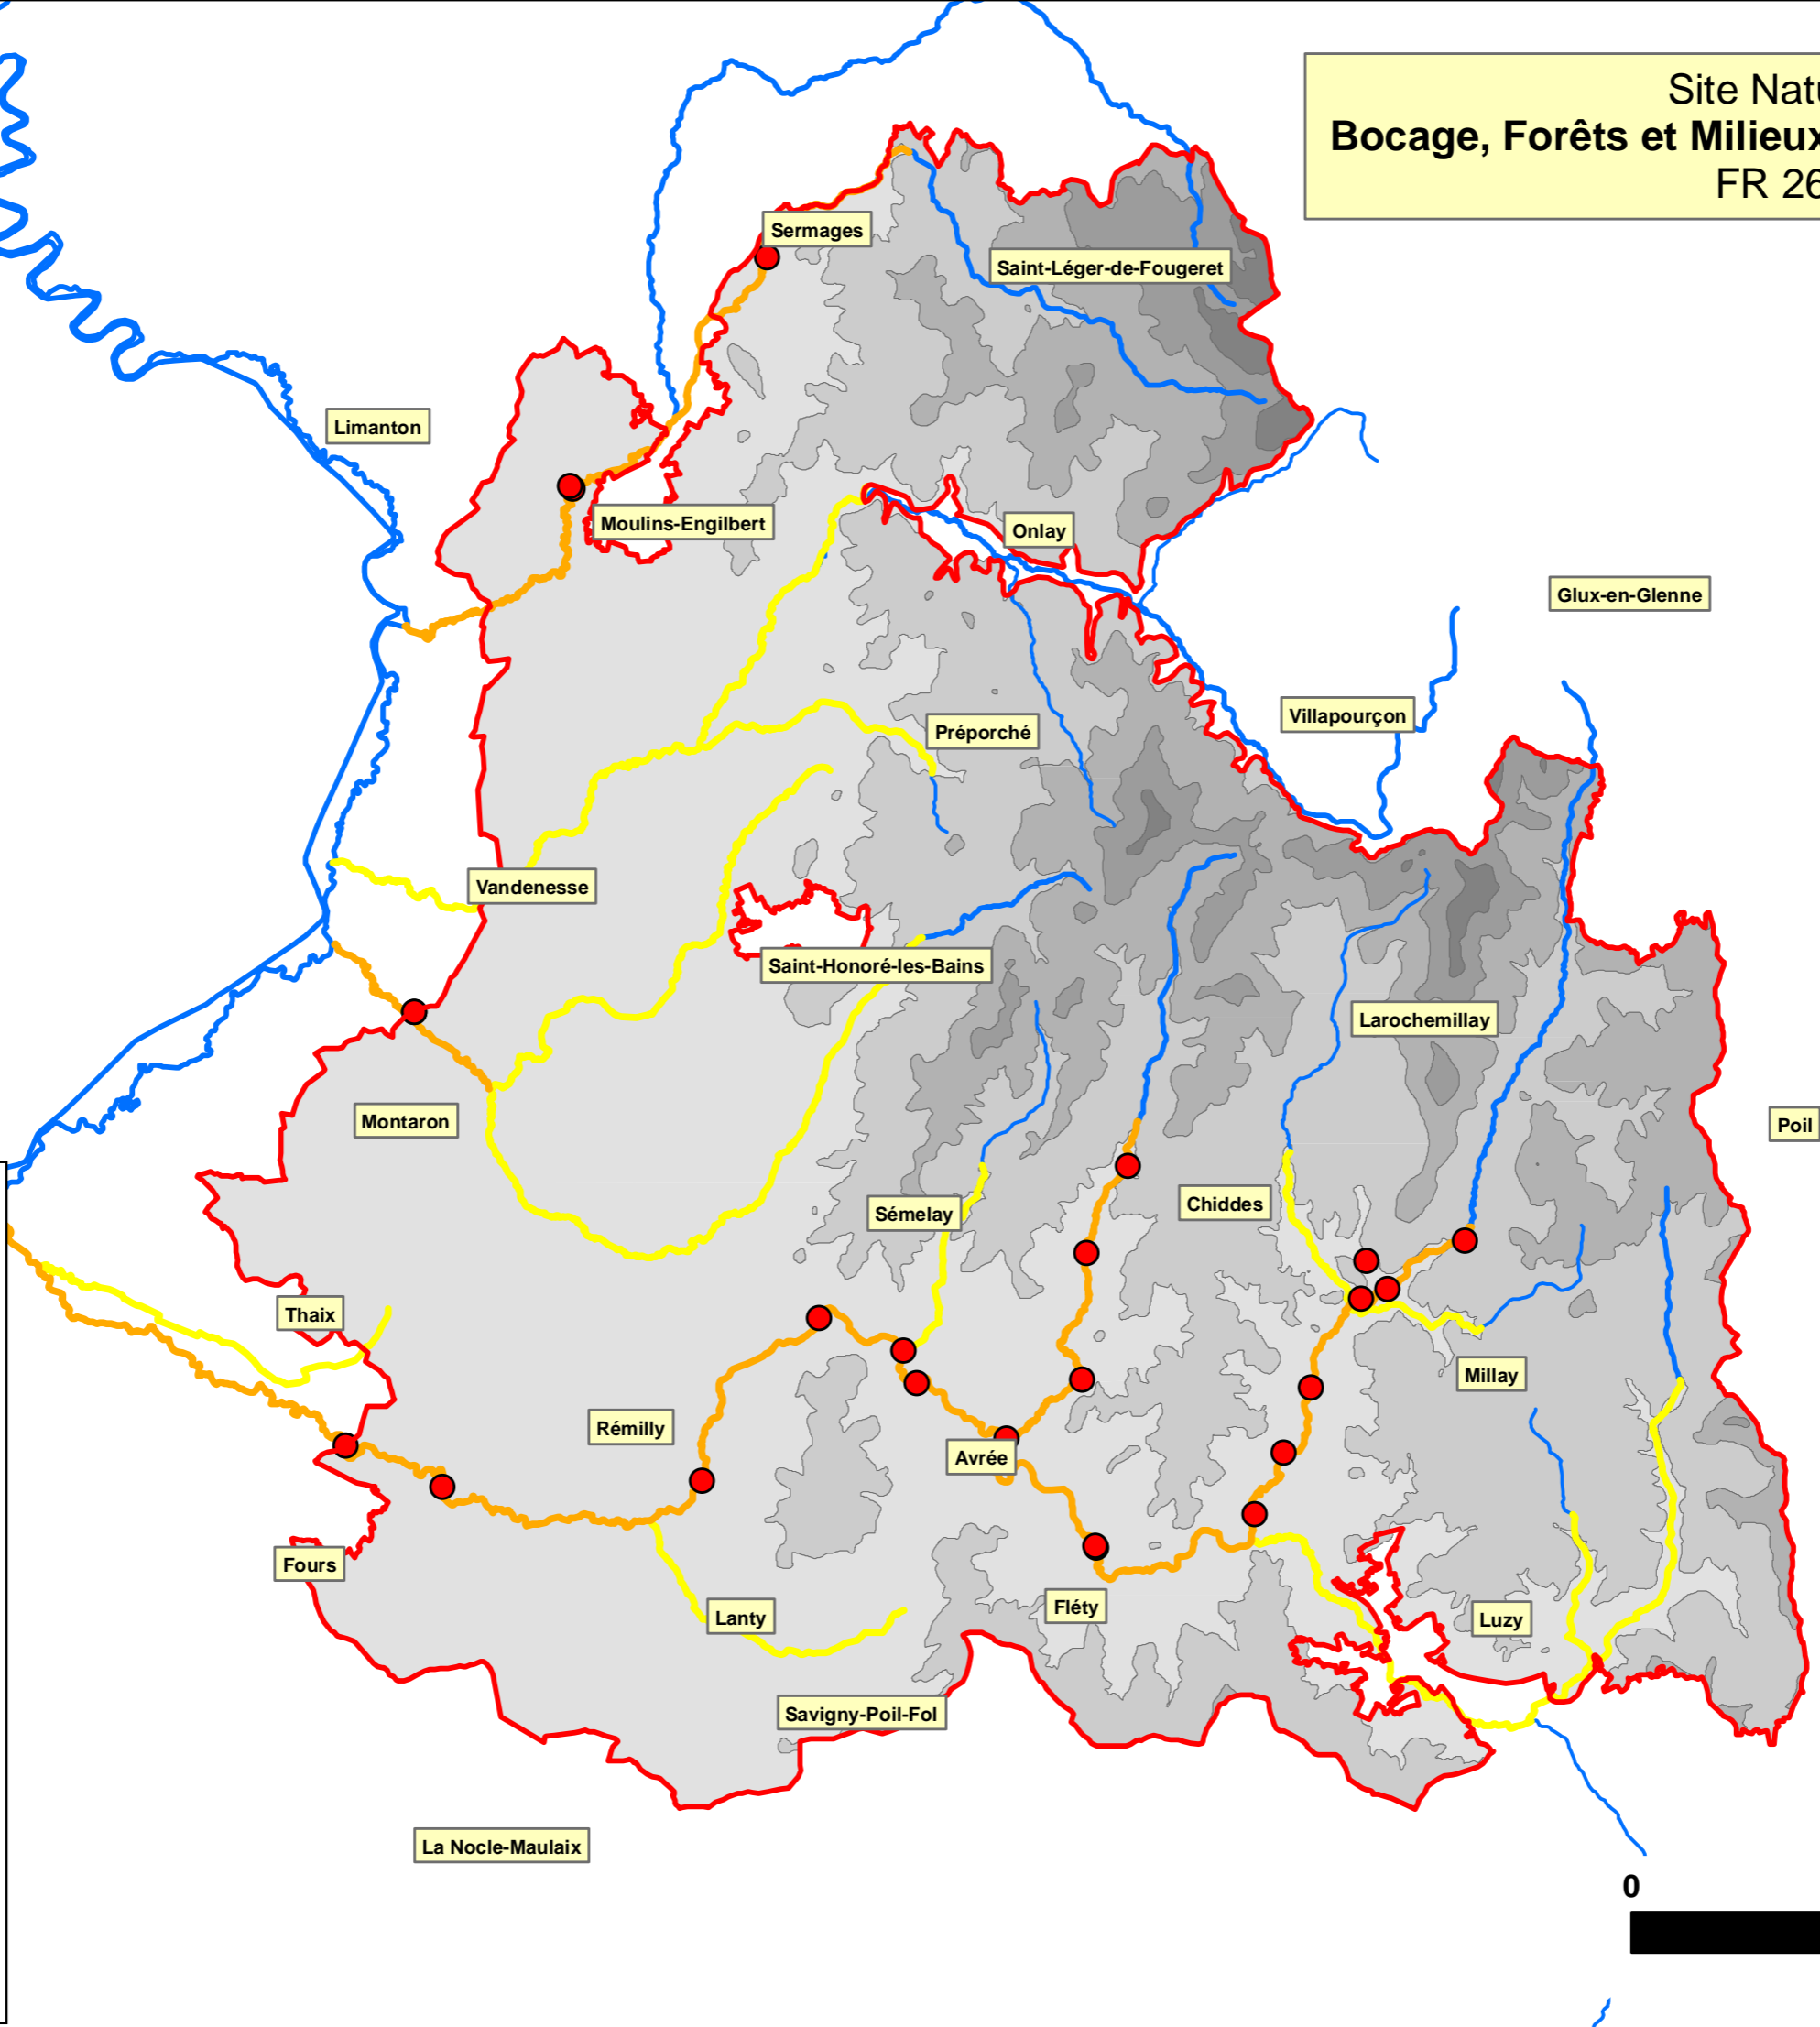 Site Natu
Bocage, Forêts et Milieux
FR 26
Sermages
Saint-Léger-de-Fougeret
Limanton
Moulins-Engilbert
Onlay
Glux-en-Glenne
Villapourçon
Préporché
Vandenesse
Saint-Honoré-les-Bains
Larochemillay
Montaron
Poil
Chiddes
Sémelay
Thaix
Millay
Rémilly
Avrée
Fours
Fléty
Lanty
Luzy
Savigny-Poil-Fol
La Nocle-Maulaix
0